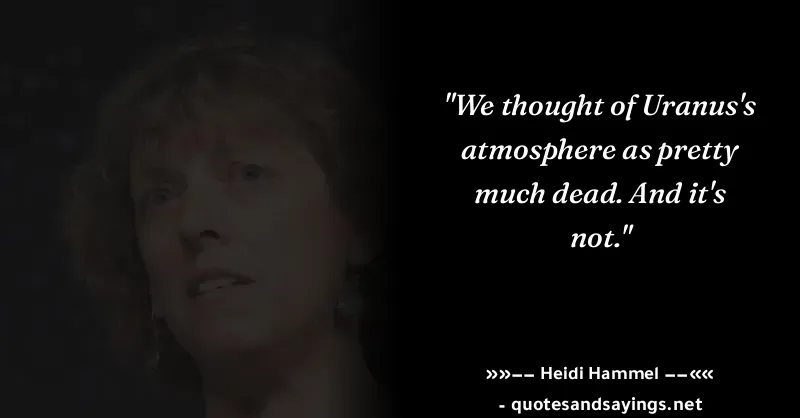 "We thought of Uranus's
atmosphere as pretty
much dead. And it's
not."
»»−− Heidi Hammel −−««
- quotesandsayings.net